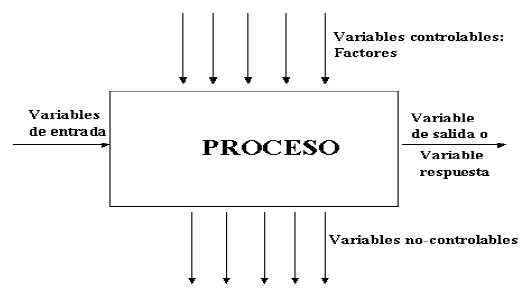 Variables controlables:
Factores
Variables
de entrada
PROCESO
Variable
de salida o
Variable
respuesta
Variables no-controlables